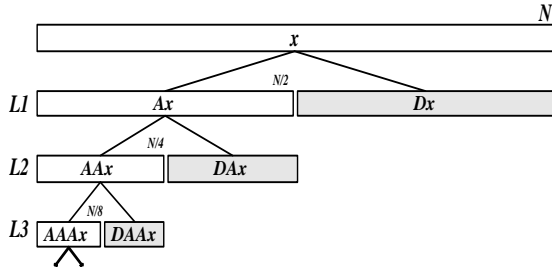 N
x
N/2
L1 Ax Dx
N/4
L2 AAx DAx
N/8
L3 AAAx DAAx